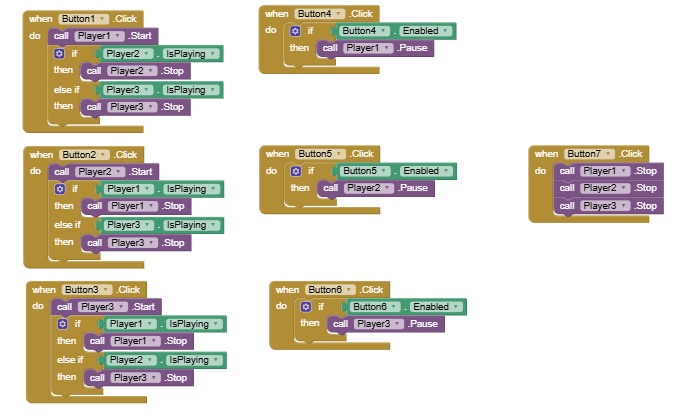 when Button1 .Click
do call Player1 .Start
if Player2 . IsPlaying
then call Player2 .Stop
else if Player3 . IsPlaying
then call Player3 .Stop
when Button2 .Click
do call Player2 .Start
if Player1 . IsPlaying
then call Player1 .Stop
else if Player3 . IsPlaying
then call Player3 .Stop
when Button3 .Click
do call Player3 .Start
if Player1 . IsPlaying
then call Player1 .Stop
else if Player2 . IsPlaying
then call Player3 .Stop
when Button4 .Click
do if Button4 . Enabled
then call Player1 .Pause
when Button5 .Click
do if Button5 . Enabled
then call Player2 .Pause
when Button6 .Click
do if Button6 . Enabled
then call Player3 .Pause
when Button7 .Click
do call Player1 .Stop
call Player2 .Stop
call Player3 .Stop